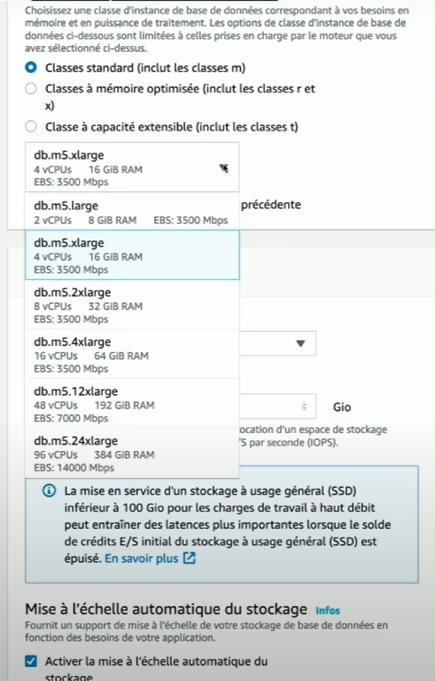 Choisissez une classe d'instance de base de données correspondant à vos besoins en
mémoire et en puissance de traitement. Les options de classe d'instance de base de
données ci-dessous sont limitées à celles prises en charge par le moteur que vous
avez sélectionné ci-dessus.
Classes standard (inclut les classes m)
Classes à mémoire optimisée (inclut les classes r et
x)
Classe à capacité extensible (inclut les classes t)
db.m5.xlarge
4 vCPUs 16 GiB RAM
EBS: 3500 Mbps
db.m5.large
2 vCPUs 8 GiB RAM EBS: 3500 Mbps
précédente
db.m5.xlarge
4 vCPUs 16 GiB RAM
EBS: 3500 Mbps
db.m5.2xlarge
8 vCPUs 32 GiB RAM
EBS: 3500 Mbps
db.m5.4xlarge
16 vCPUs 64 GiB RAM
EBS: 3500 Mbps
db.m5.12xlarge
48 vCPUs 192 GiB RAM
EBS: 7000 Mbps
Gio
ocation d'un espace de stockage
'S par seconde (IOPS).
db.m5.24xlarge
96 vCPUs 384 GiB RAM
EBS: 14000 Mbps
La mise en service d'un stockage à usage général (SSD)
inférieur à 100 Gio pour les charges de travail à haut débit
peut entraîner des latences plus importantes lorsque le solde
de crédits E/S initial du stockage à usage général (SSD) est
épuisé. En savoir plus
Mise à l'échelle automatique du stockage Infos
Fournit un support de mise à l'échelle de votre stockage de base de données en
fonction des besoins de votre application.
Activer la mise à l'échelle automatique du
stockage